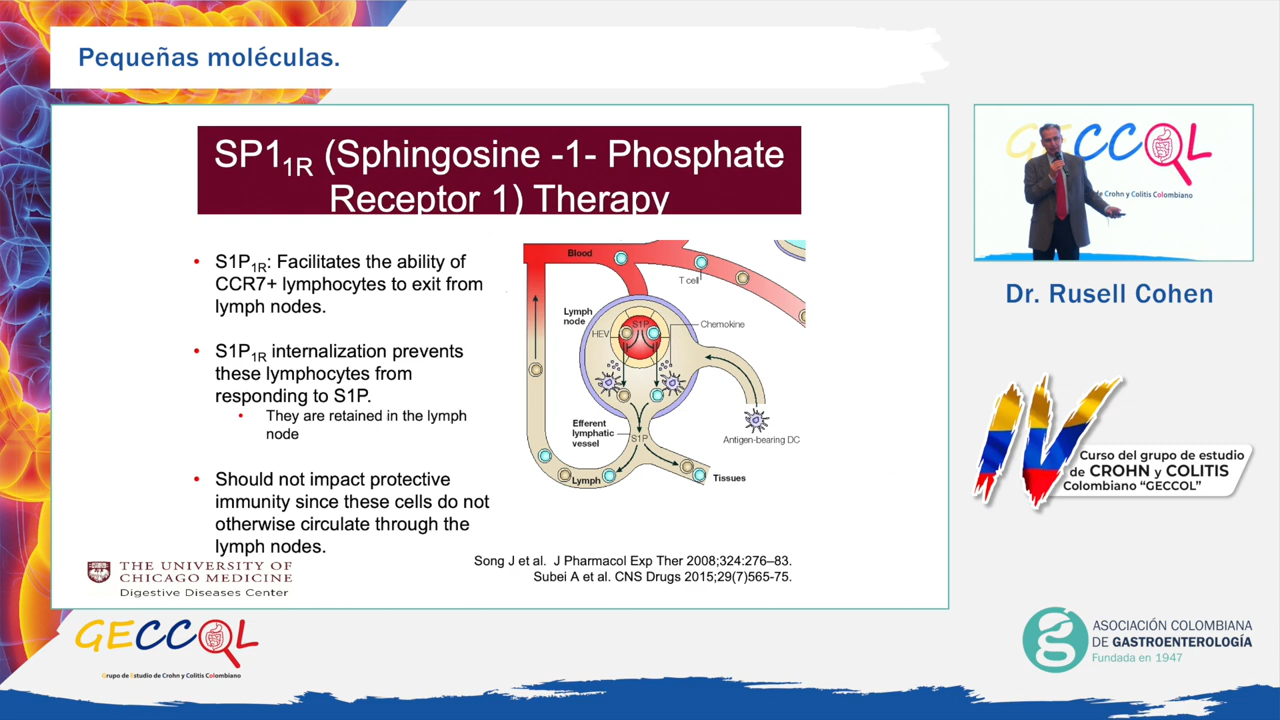 Pequeñas moléculas.
SP1₁R (Sphingosine -1- Phosphate
Receptor 1) Therapy
• S1P₁R: Facilitates the ability of
CCR7+ lymphocytes to exit from
lymph nodes.
• S1P₁R internalization prevents
these lymphocytes from
responding to S1P.
• They are retained in the lymph
node
• Should not impact protective
immunity since these cells do not
otherwise circulate through the
lymph nodes.
Blood
T cell
Lymph
node
S1P
Chemokine
HEV
Efferent
lymphatic
vessel
S1P
Antigen-bearing DC
Lymph
Tissues
Song J et al. J Pharmacol Exp Ther 2008;324:276–83.
Subei A et al. CNS Drugs 2015;29(7)565-75.
THE UNIVERSITY OF
CHICAGO MEDICINE
Digestive Diseases Center
GECCOL
Grupo de Estudio de Crohn y Colitis Colombiano
GECCOL
de Crohn y Colitis Colombiano
Dr. Rusell Cohen
IV
Curso del grupo de estudio
de CROHN y COLITIS
Colombiano “GECCOL”
ASOCIACIÓN COLOMBIANA
DE GASTROENTEROLOGÍA
Fundada en 1947